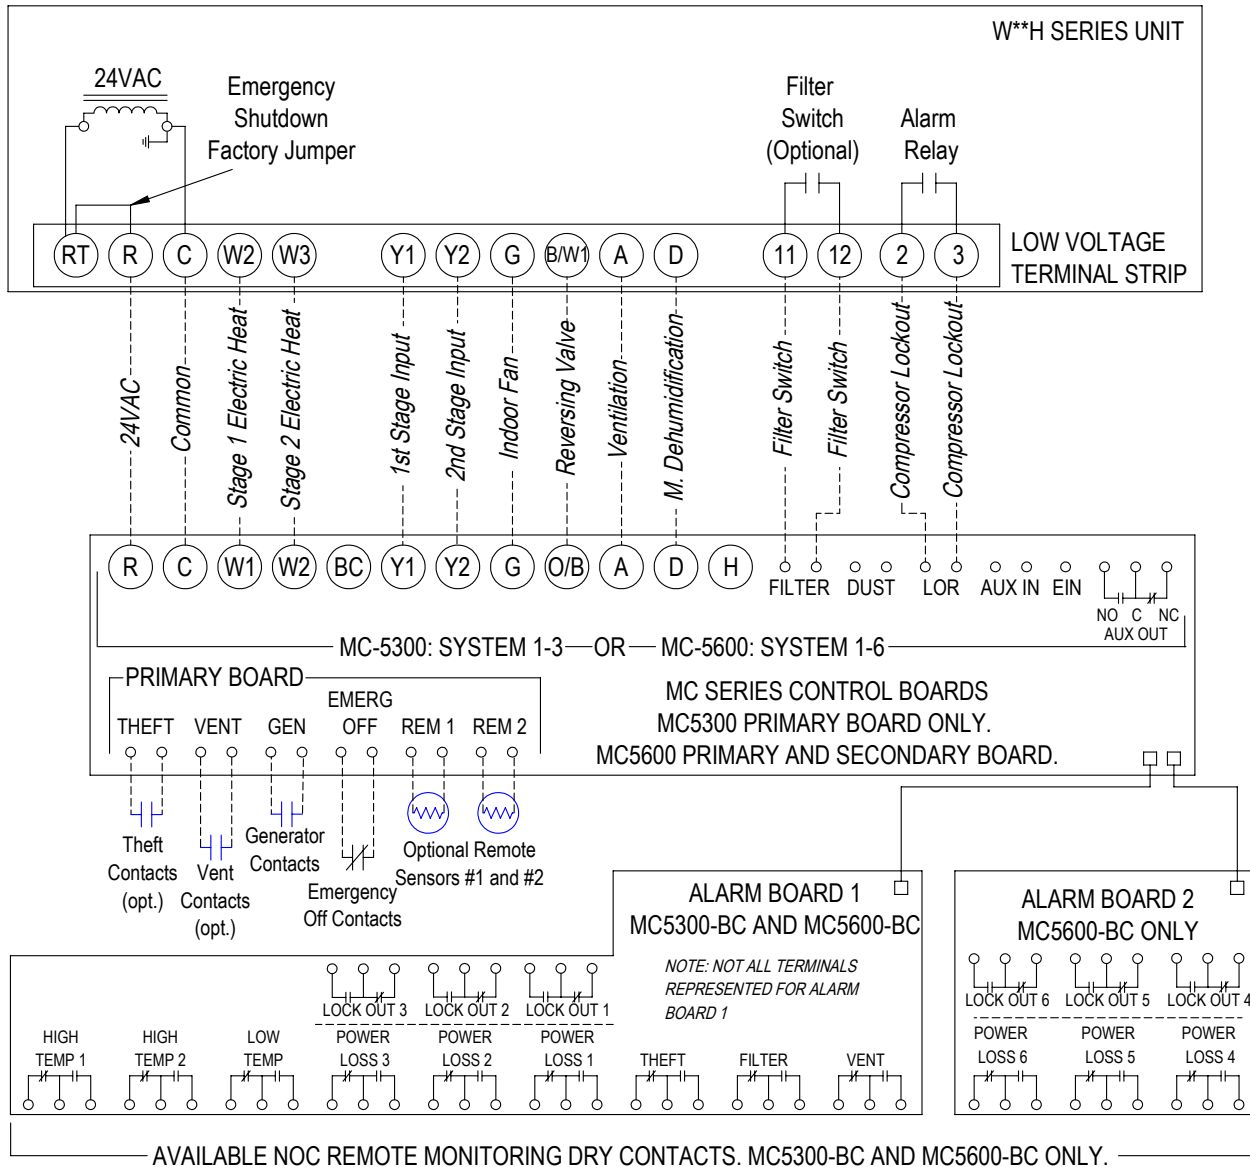 W**H SERIES UNIT
24VAC
Emergency
Shutdown
Factory Jumper
Filter
Switch
(Optional)
Alarm
Relay
RT R C W2 W3 Y1 Y2 G B/W1 A D 11 12 2 3
LOW VOLTAGE
TERMINAL STRIP
24VAC
Common
Stage 1 Electric Heat
Stage 2 Electric Heat
1st Stage Input
2nd Stage Input
Indoor Fan
Reversing Valve
Ventilation
M. Dehumidification
Filter Switch
Filter Switch
Compressor Lockout
Compressor Lockout
R C W1 W2 BC Y1 Y2 G O/B A D H
FILTER DUST LOR AUX IN EIN
NO C NC
AUX OUT
MC-5300: SYSTEM 1-3 OR MC-5600: SYSTEM 1-6
PRIMARY BOARD
THEFT VENT GEN
EMERG
OFF
REM 1 REM 2
MC SERIES CONTROL BOARDS
MC5300 PRIMARY BOARD ONLY.
MC5600 PRIMARY AND SECONDARY BOARD.
Theft
Contacts
(opt.)
Vent
Contacts
(opt.)
Generator
Contacts
Emergency
Off Contacts
Optional Remote
Sensors #1 and #2
ALARM BOARD 1
MC5300-BC AND MC5600-BC
NOTE: NOT ALL TERMINALS
REPRESENTED FOR ALARM
BOARD 1
ALARM BOARD 2
MC5600-BC ONLY
LOCK OUT 3 LOCK OUT 2 LOCK OUT 1
LOCK OUT 6 LOCK OUT 5 LOCK OUT 4
HIGH
TEMP 1
HIGH
TEMP 2
LOW
TEMP
POWER
LOSS 3
POWER
LOSS 2
POWER
LOSS 1
THEFT
FILTER
VENT
POWER
LOSS 6
POWER
LOSS 5
POWER
LOSS 4
AVAILABLE NOC REMOTE MONITORING DRY CONTACTS. MC5300-BC AND MC5600-BC ONLY.